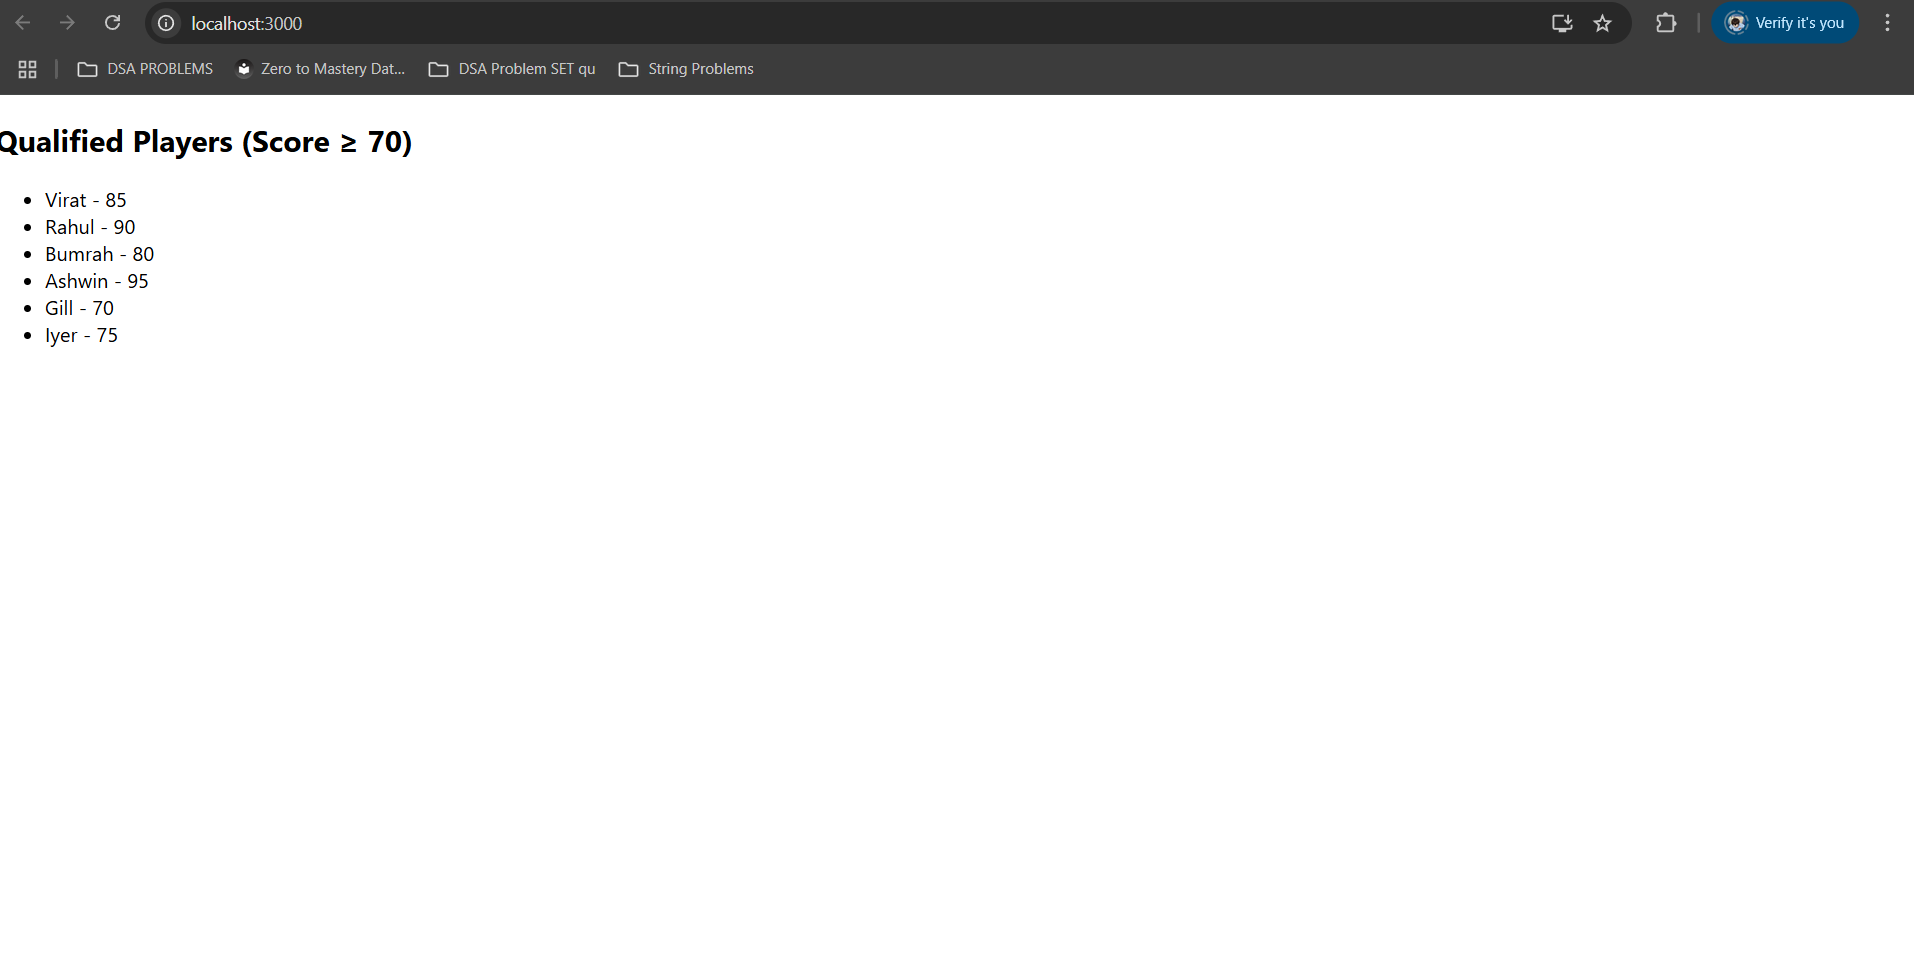 localhost:3000
Verify it's you
DSA PROBLEMS
Zero to Mastery Dat...
DSA Problem SET qu
String Problems
Qualified Players (Score ≥ 70)
• Virat - 85
• Rahul - 90
• Bumrah - 80
• Ashwin - 95
• Gill - 70
• Iyer - 75